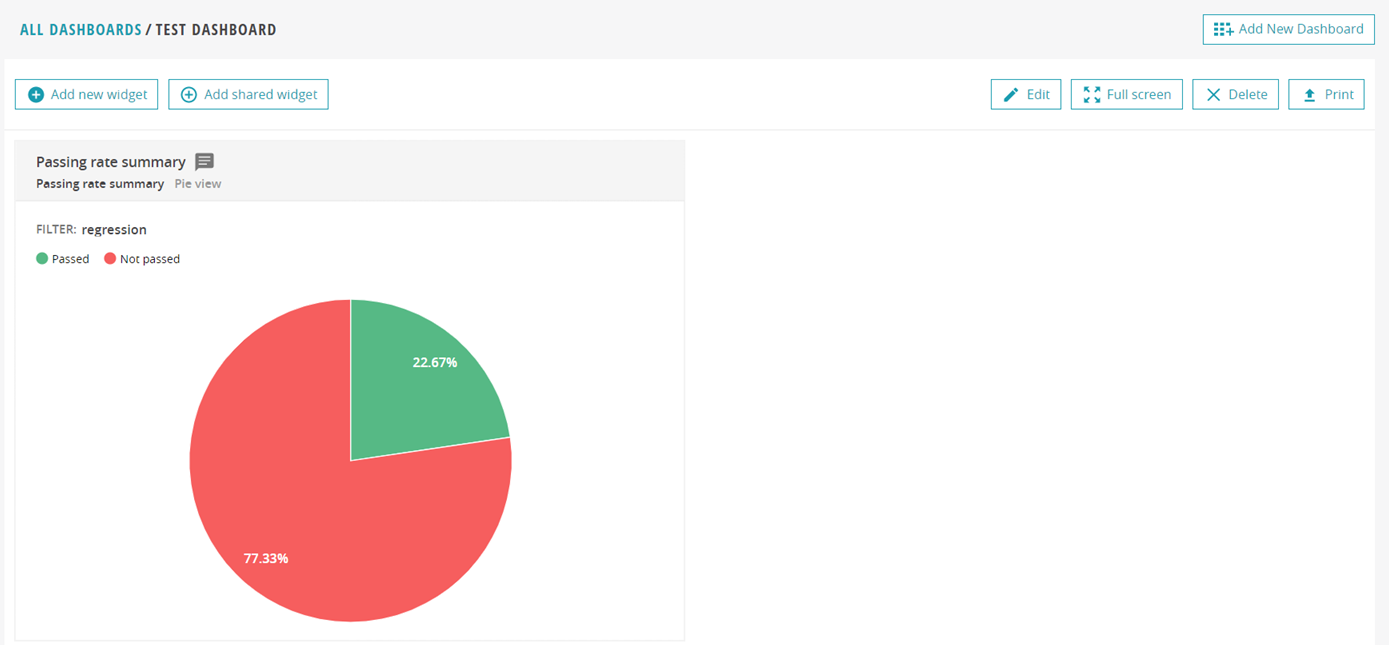 ALL DASHBOARDS / TEST DASHBOARD
Add New Dashboard
Add new widget
Add shared widget
Edit
Full screen
Delete
Print
Passing rate summary
Passing rate summary Pie view
FILTER: regression
Passed
Not passed
22.67%
77.33%